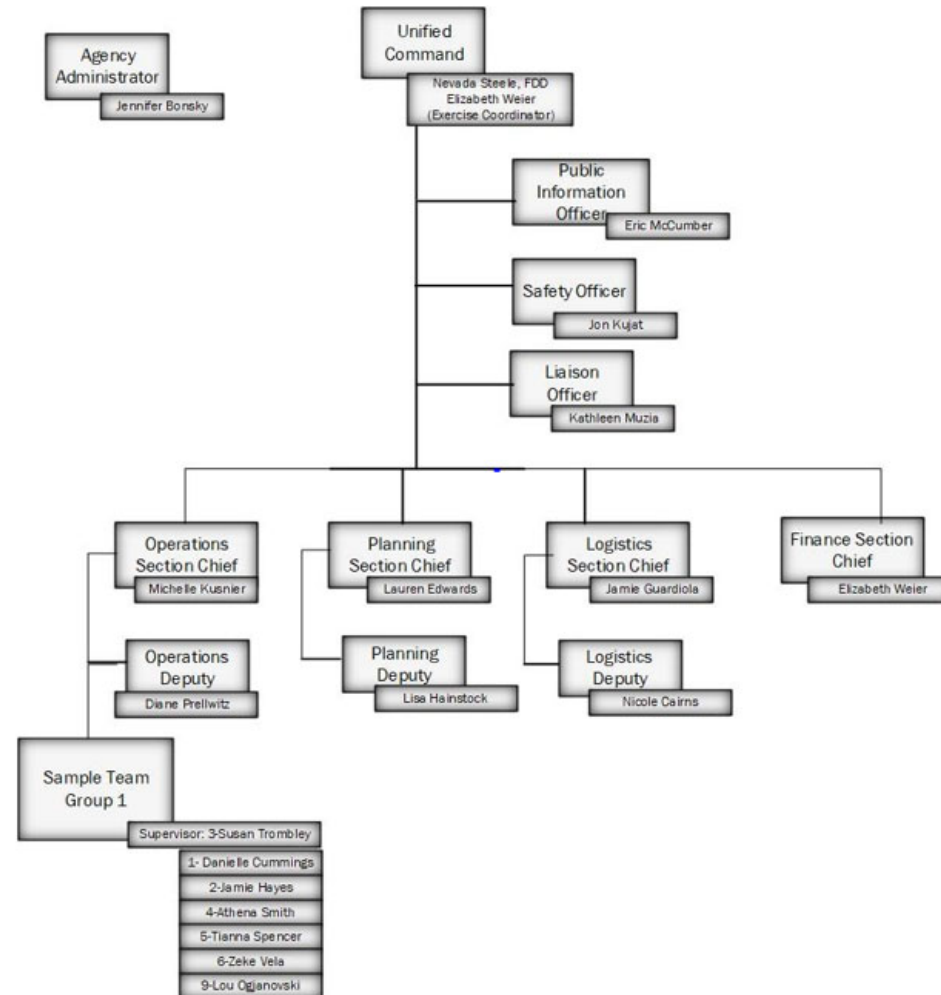 Agency
Administrator
Jennifer Bonsky
Unified
Command
Nevada Steele, FDD
Elizabeth Weier
(Exercise Coordinator)
Public
Information
Officer
Eric McCumber
Safety Officer
Jon Kujat
Liaison
Officer
Kathleen Muzia
Operations
Section Chief
Michelle Kusnier
Planning
Section Chief
Lauren Edwards
Logistics
Section Chief
Jamie Guardiola
Finance Section
Chief
Elizabeth Weier
Operations
Deputy
Diane Prellwitz
Planning
Deputy
Lisa Hainstock
Logistics
Deputy
Nicole Cairns
Sample Team
Group 1
Supervisor: 3-Susan Trombley
1- Danielle Cummings
2-Jamie Hayes
4-Athena Smith
5-Tianna Spencer
6-Zeke Vela
9-Lou Ogjanovski